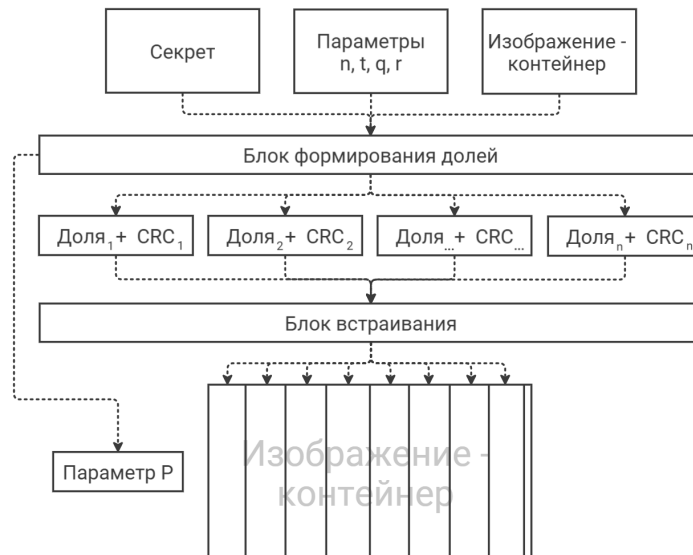 Секрет
Параметры
n, t, q, r
Изображение -
контейнер
Блок формирования долей
Доля₁+ CRC₁
Доля₂+ CRC₂
Доля...+ CRC...
Доляₙ+ CRCₙ
Блок встраивания
Изображение -
контейнер
Параметр P